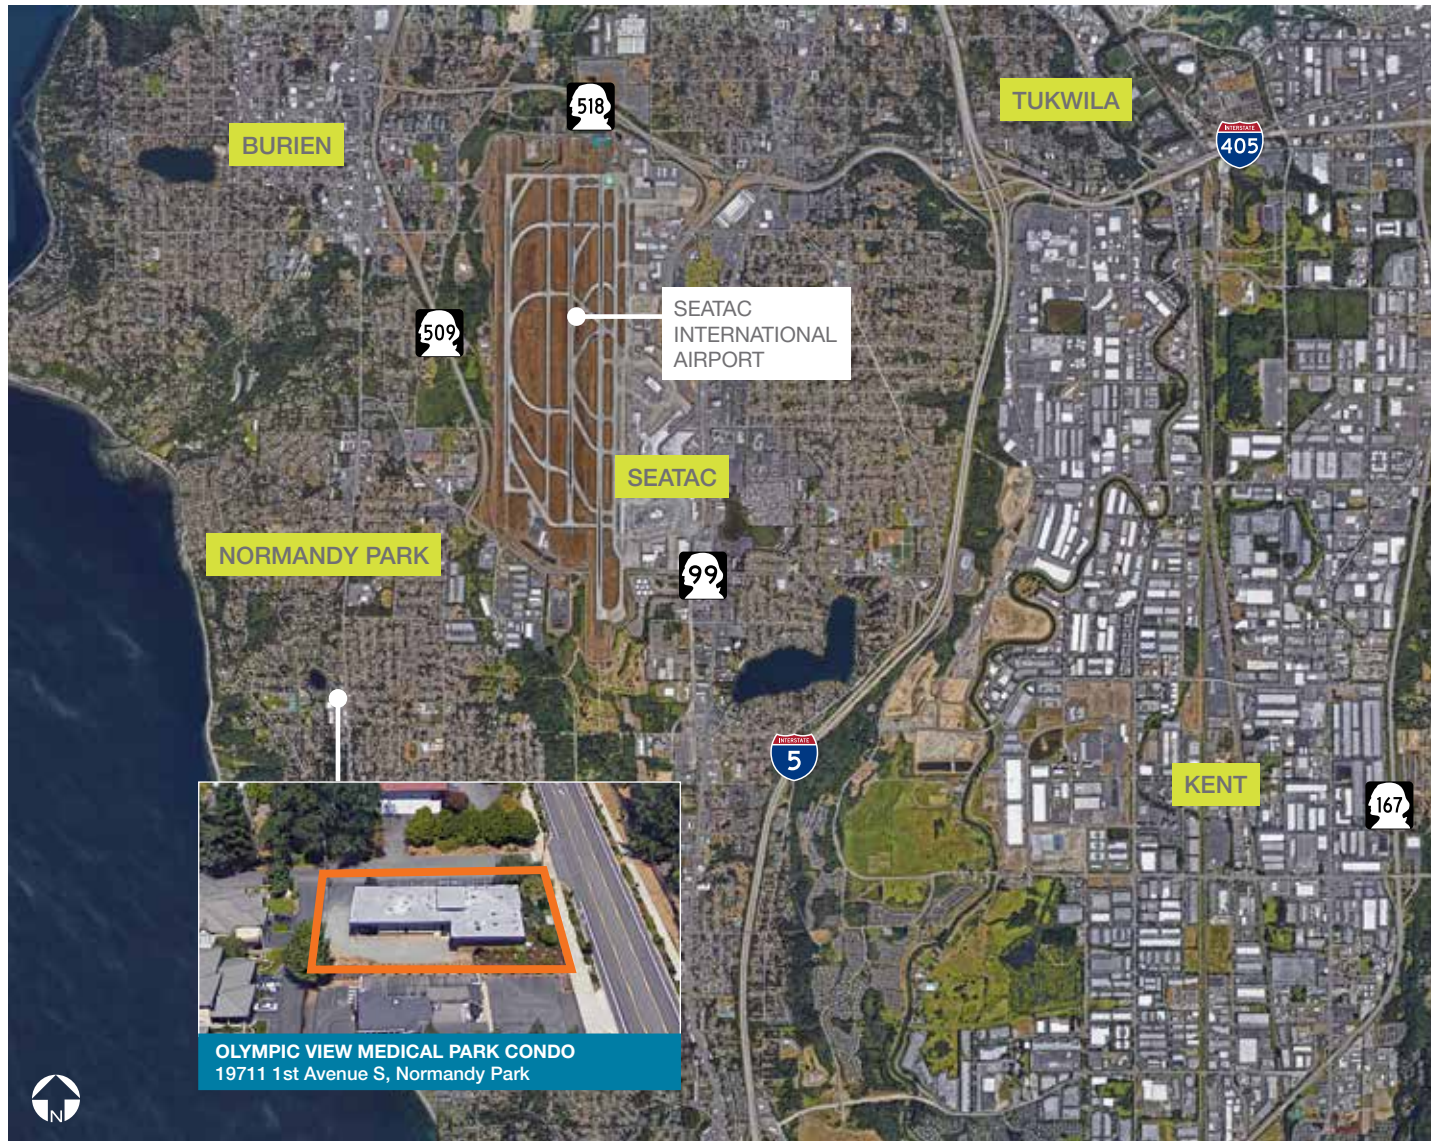 518
TUKWILA
INTERSTATE
405
BURIEN
SEATAC
INTERNATIONAL
AIRPORT
509
SEATAC
NORMANDY PARK
99
INTERSTATE
5
KENT
167
OLYMPIC VIEW MEDICAL PARK CONDO
19711 1st Avenue S, Normandy Park
N